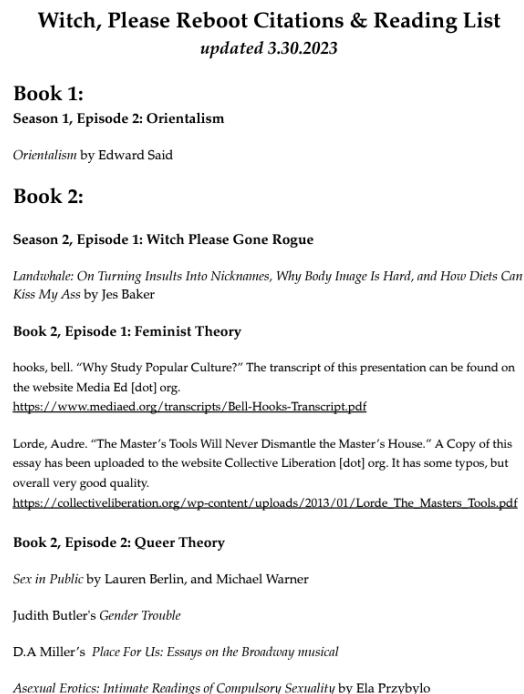 Witch, Please Reboot Citations & Reading List
updated 3.30.2023
Book 1:
Season 1, Episode 2: Orientalism
Orientalism by Edward Said
Book 2:
Season 2, Episode 1: Witch Please Gone Rogue
Landwhale: On Turning Insults Into Nicknames, Why Body Image Is Hard, and How Diets Can
Kiss My Ass by Jes Baker
Book 2, Episode 1: Feminist Theory
hooks, bell. “Why Study Popular Culture?” The transcript of this presentation can be found on
the website Media Ed [dot] org.
https://www.mediaed.org/transcripts/Bell-Hooks-Transcript.pdf
Lorde, Audre. “The Master’s Tools Will Never Dismantle the Master’s House.” A Copy of this
essay has been uploaded to the website Collective Liberation [dot] org. It has some typos, but
overall very good quality.
https://collectiveliberation.org/wp-content/uploads/2013/01/Lorde_The_Masters_Tools.pdf
Book 2, Episode 2: Queer Theory
Sex in Public by Lauren Berlin, and Michael Warner
Judith Butler's Gender Trouble
D.A Miller’s Place For Us: Essays on the Broadway musical
Asexual Erotics: Intimate Readings of Compulsory Sexuality by Ela Przybylo